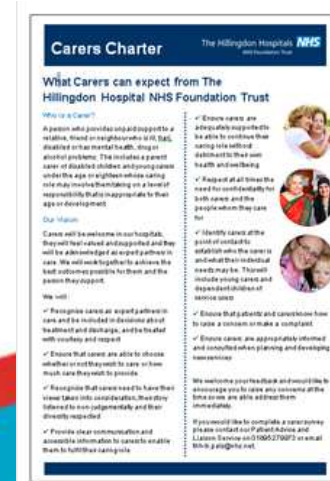 Carers Charter
The Hillingdon Hospitals NHS
NHS Foundation Trust
What Carers can expect from The
Hillingdon Hospital NHS Foundation Trust
Who is a Carer?
A person who provides unpaid support to a
relative, friend or neighbour who is ill, frail,
disabled or has mental health, drug or
alcohol problems. This includes a parent
carer of disabled children and young carers
under the age or eighteen whose caring
role may involve them taking on a level of
responsibility that is inappropriate to their
age or development
Our Vision
Carers will be welcome in our hospitals,
they will feel valued and supported and they
will be acknowledged as expert partners in
care. We will work together to achieve the
best outcomes possible for them and the
person they support.
We will
✓ Recognise carers as expert partners in
care and be included in decisions about
treatment and discharge, and be treated
with courtesy and respect
✓ Ensure that carers are able to choose
whether or not they wish to care or how
much care they wish to provide
✓ Recognise that carers need to have their
views taken into consideration, their story
listened to non-judgementally and their
diversity respected
✓ Provide clear communication and
accessible information to carers to enable
them to fulfil their caring role
✓ Ensure carers are
adequately supported to
be able to continue their
caring role without
detriment to their own
health and wellbeing
✓ Respect at all times the
need for confidentiality for
both carers and the
people whom they care
for
✓ Identify carers at the
point of contact to
establish who the carer is
and what their individual
needs may be. This will
include young carers and
dependent children of
service users
✓ Ensure that patients and carers know how
to raise a concern or make a complaint.
✓ Ensure carers are appropriately informed
and consulted when planning and developing
new services
We welcome your feedback and would like to
encourage you to raise any concerns at the
time so we are able address them
immediately.
If you would like to complete a carer survey
please contact our Patient Advice and
Liaison Service on 01895 279973 or email